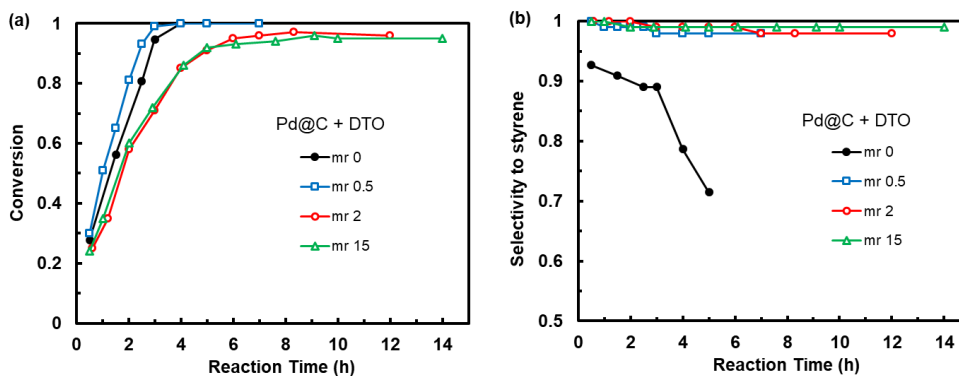 (a)
Conversion
1
0.8
0.6
0.4
0.2
0
Pd@C + DTO
mr 0
mr 0.5
mr 2
mr 15
0 2 4 6 8 10 12 14
Reaction Time (h)
(b)
Selectivity to styrene
1
0.9
0.8
0.7
0.6
0.5
Pd@C + DTO
mr 0
mr 0.5
mr 2
mr 15
0 2 4 6 8 10 12 14
Reaction Time (h)